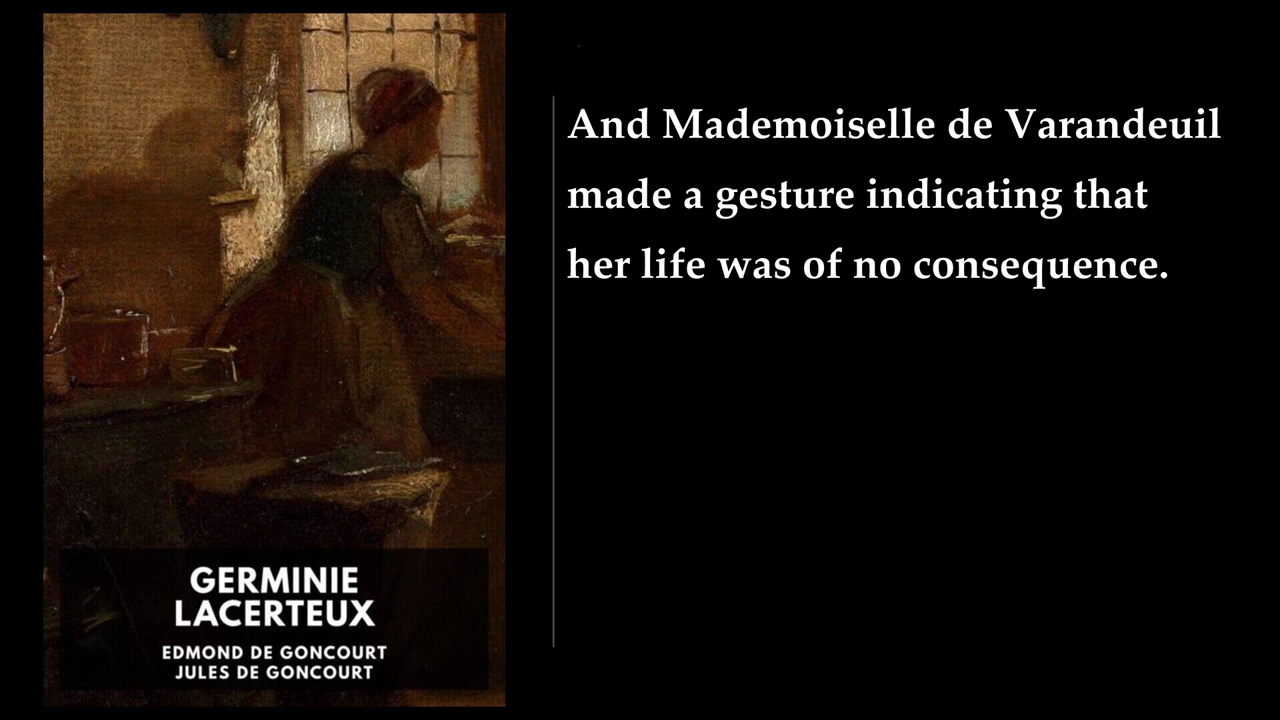 And Mademoiselle de Varandeuil
made a gesture indicating that
her life was of no consequence.
GERMINIE
LACERTEUX
EDMOND DE GONCOURT
JULES DE GONCOURT